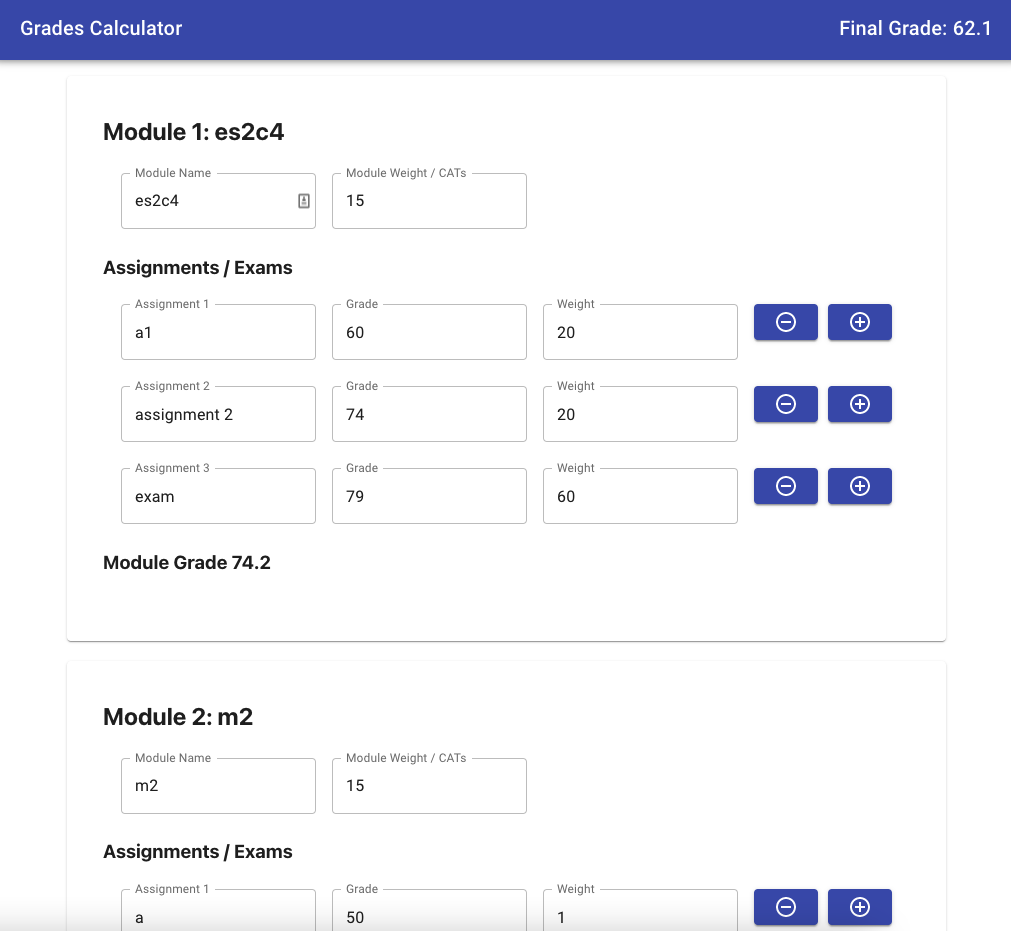 Grades Calculator Final Grade: 62.1
Module 1: es2c4
Module Name Module Weight / CATs
es2c4 15
Assignments / Exams
Assignment 1 Grade Weight
a1 60 20
Assignment 2 Grade Weight
assignment 2 74 20
Assignment 3 Grade Weight
exam 79 60
Module Grade 74.2
Module 2: m2
Module Name Module Weight / CATs
m2 15
Assignments / Exams
Assignment 1 Grade Weight
a 50 1